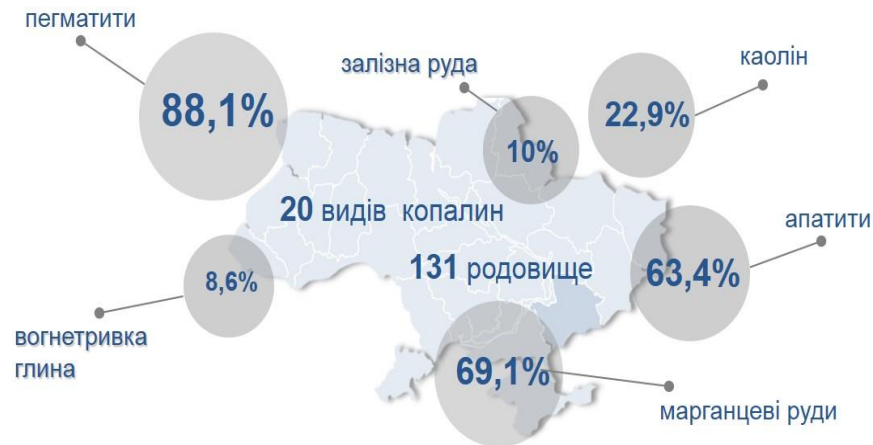 пегматити
88,1%
залізна руда
10%
каолін
22,9%
20 видів копалин
131 родовище
апатити
63,4%
8,6%
вогнетривка
глина
69,1%
марганцеві руди